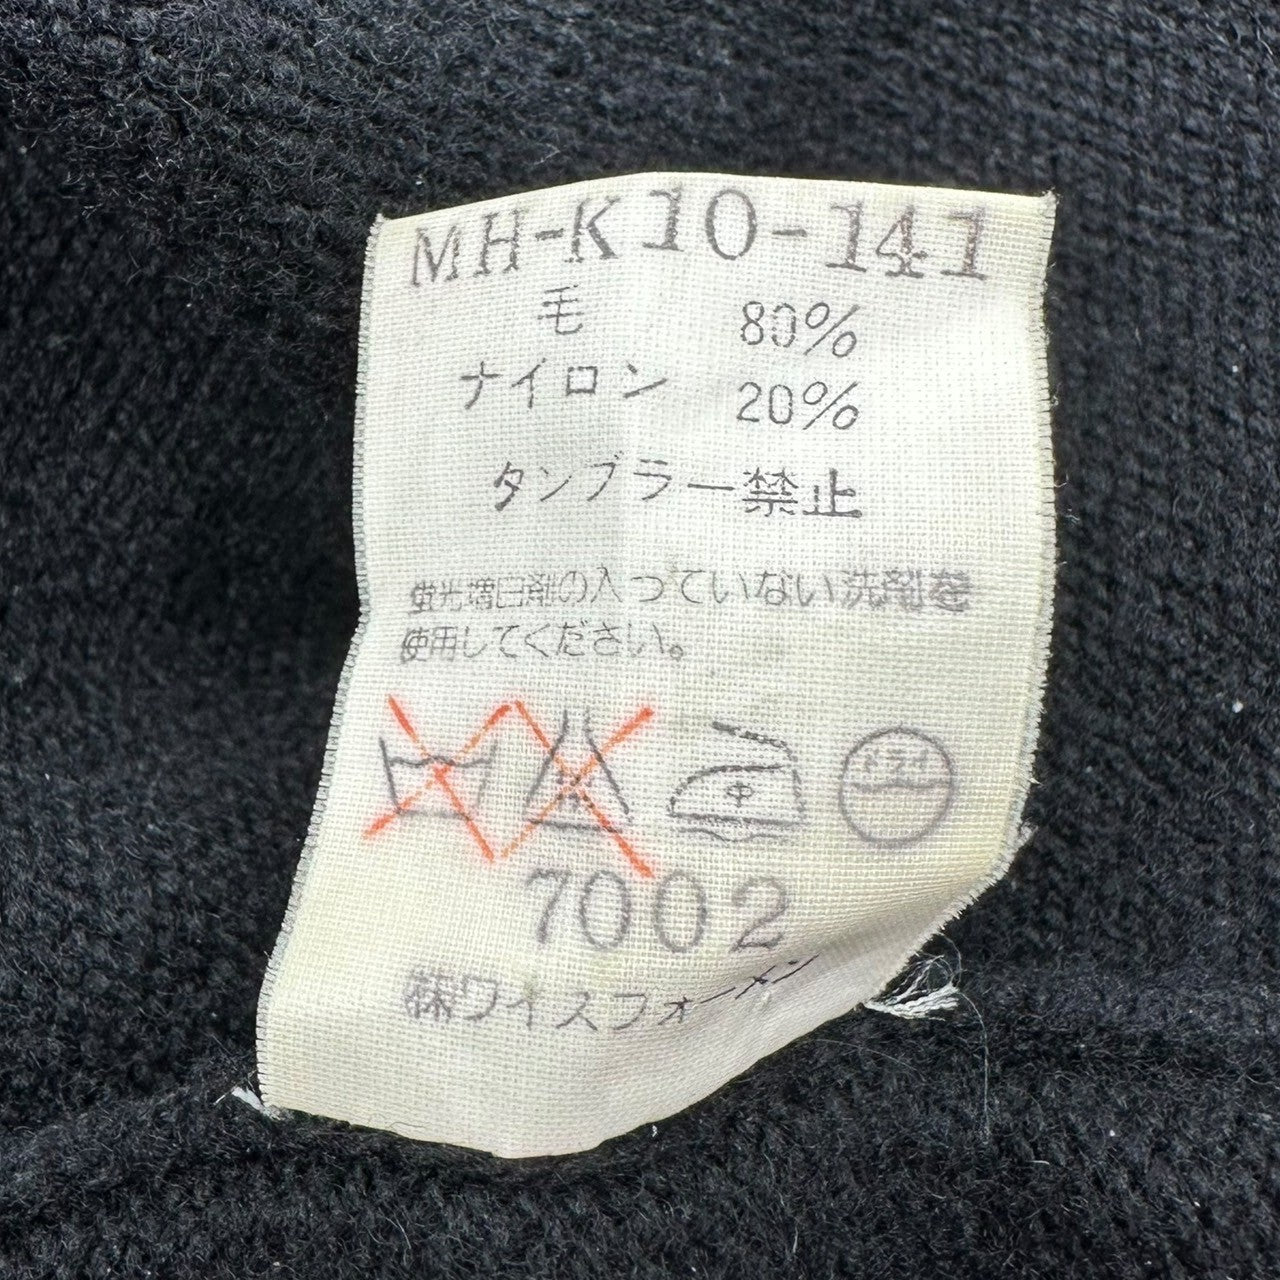 MH-K10-141
毛 80%
ナイロン 20%
タンブラー禁止
蛍光増白剤の入っていない洗剤を
使用してください。
中 ドライ
7002
㈱ワイズフォーメン